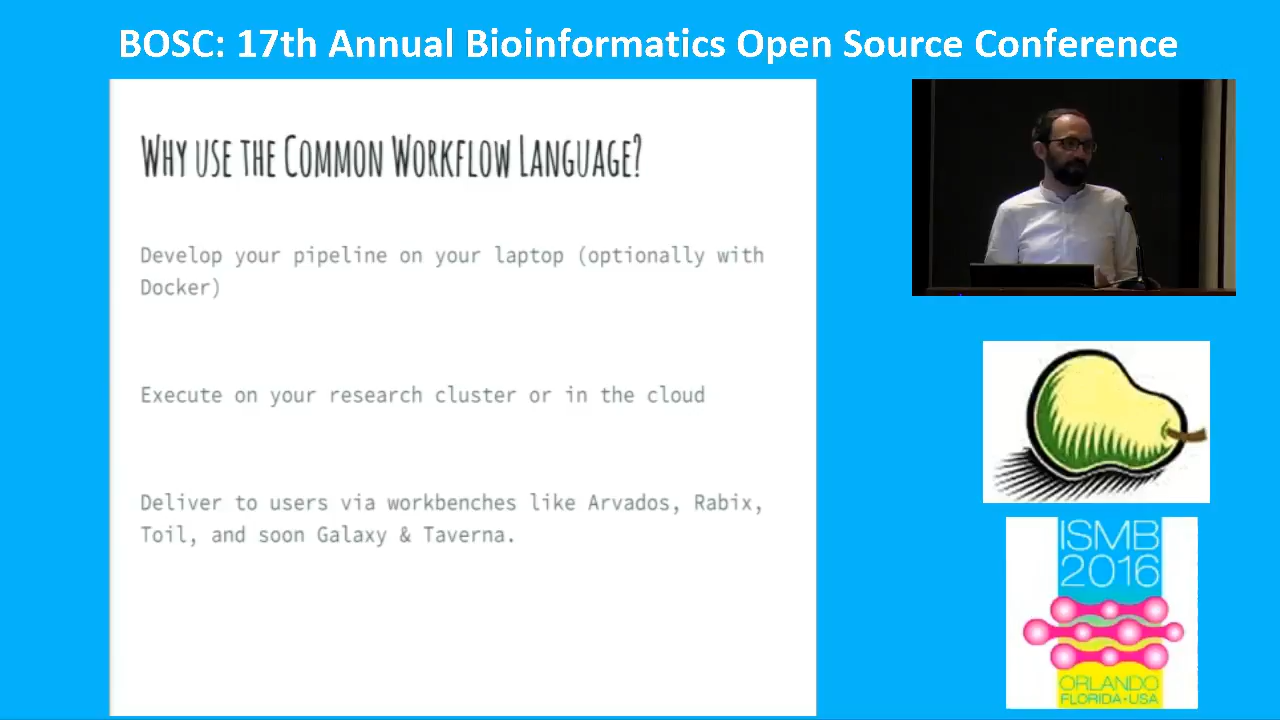 BOSC: 17th Annual Bioinformatics Open Source Conference
Why use the Common Workflow Language?
Develop your pipeline on your laptop (optionally with
Docker)
Execute on your research cluster or in the cloud
Deliver to users via workbenches like Arvados, Rabix,
Toil, and soon Galaxy & Taverna.
ISMB
2016
ORLANDO
FLORIDA•USA